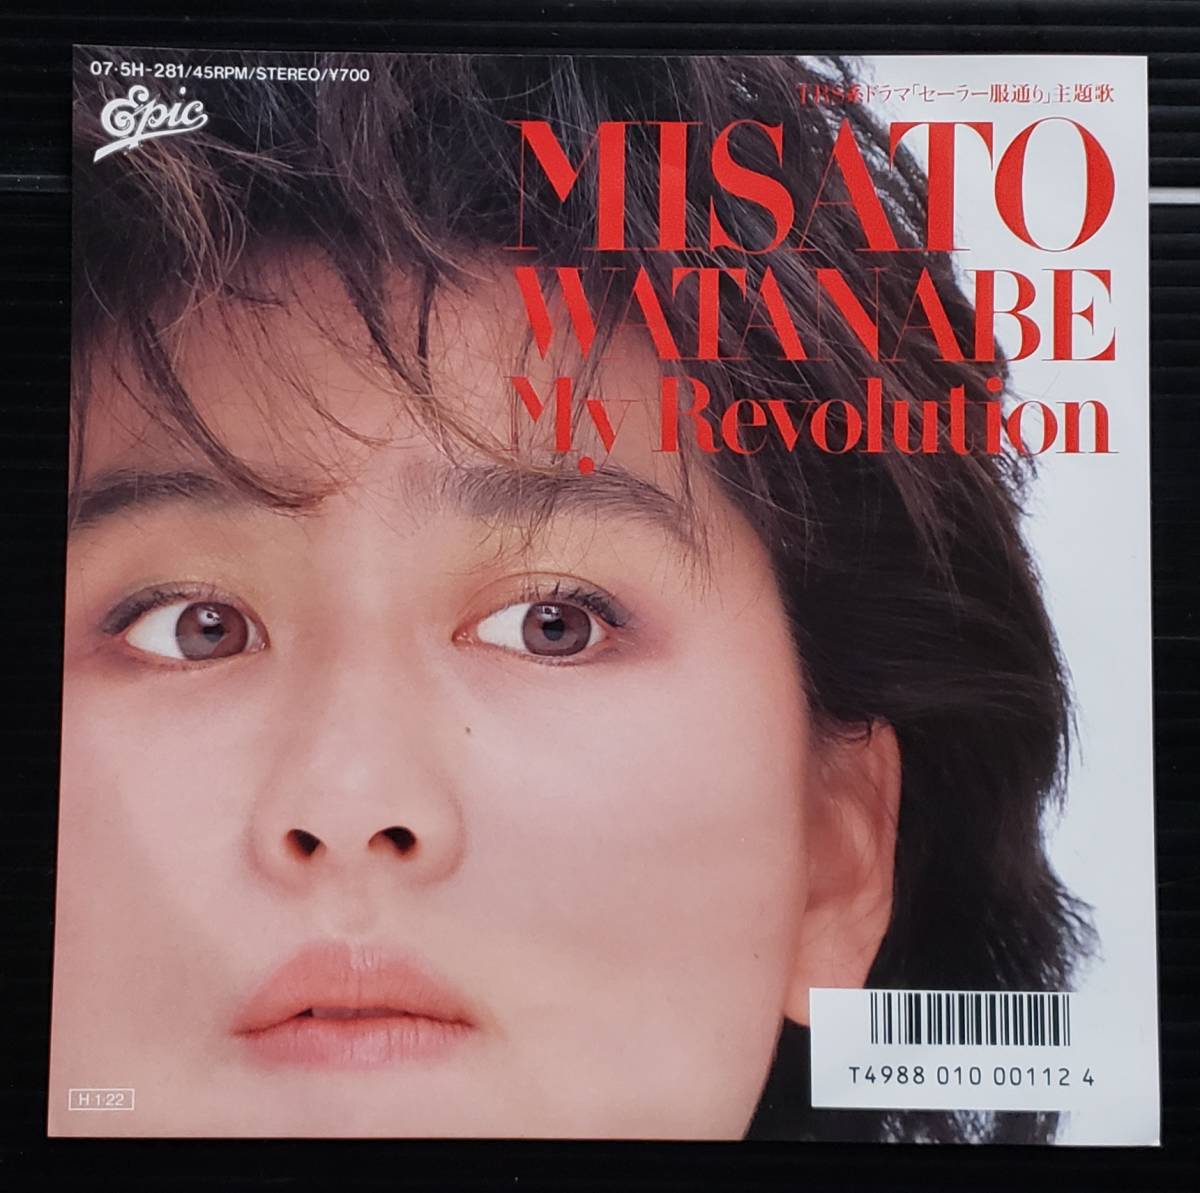 07·5H-281/45RPM/STEREO/¥700
Epic
TBS系ドラマ「セーラー服通り」主題歌
MISATO
WATANABE
My Revolution
T4988 010 00112 4
H·1·22